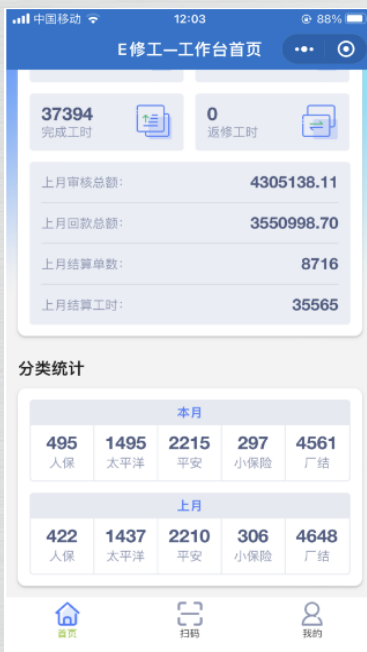 中国移动 12:03 88%
E修工—工作台首页
37394 0
完成工时 返修工时
上月审核总额: 4305138.11
上月回款总额: 3550998.70
上月结算单数: 8716
上月结算工时: 35565
分类统计
本月
495 1495 2215 297 4561
人保 太平洋 平安 小保险 厂结
上月
422 1437 2210 306 4648
人保 太平洋 平安 小保险 厂结
首页 扫码 我的